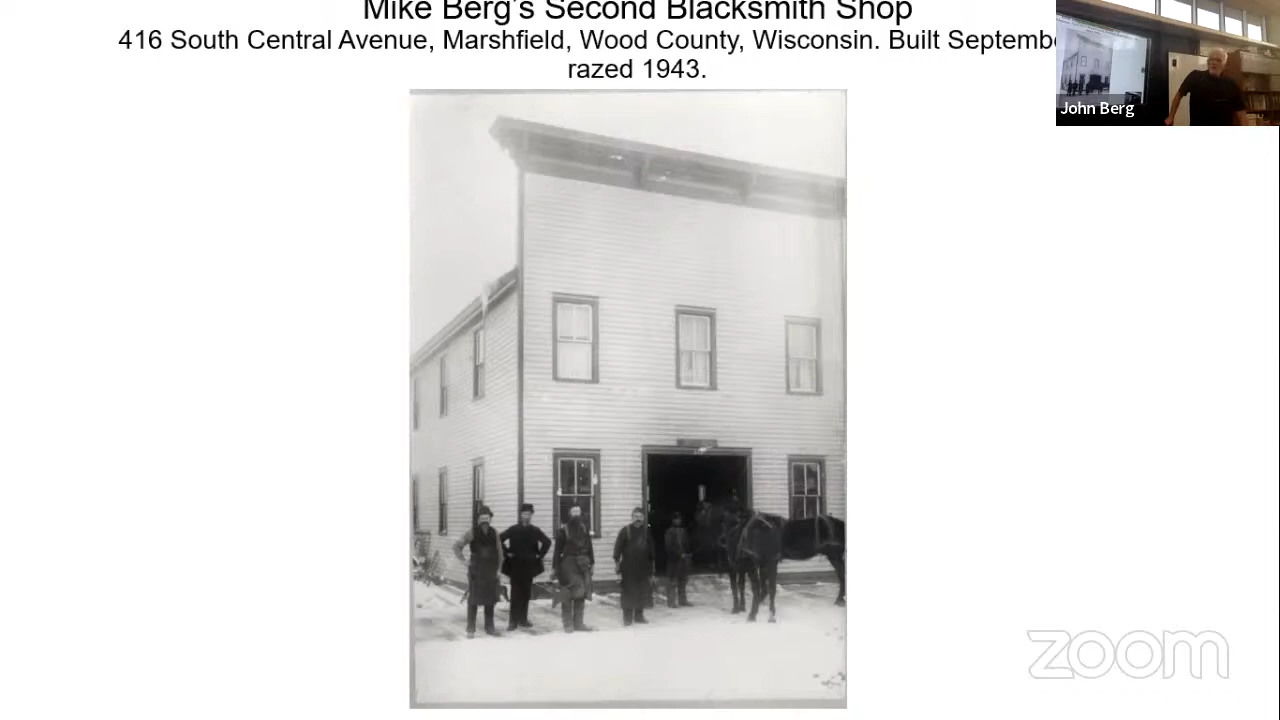 Mike Berg's Second Blacksmith Shop
416 South Central Avenue, Marshfield, Wood County, Wisconsin. Built
razed 1943.
John Berg
zoom